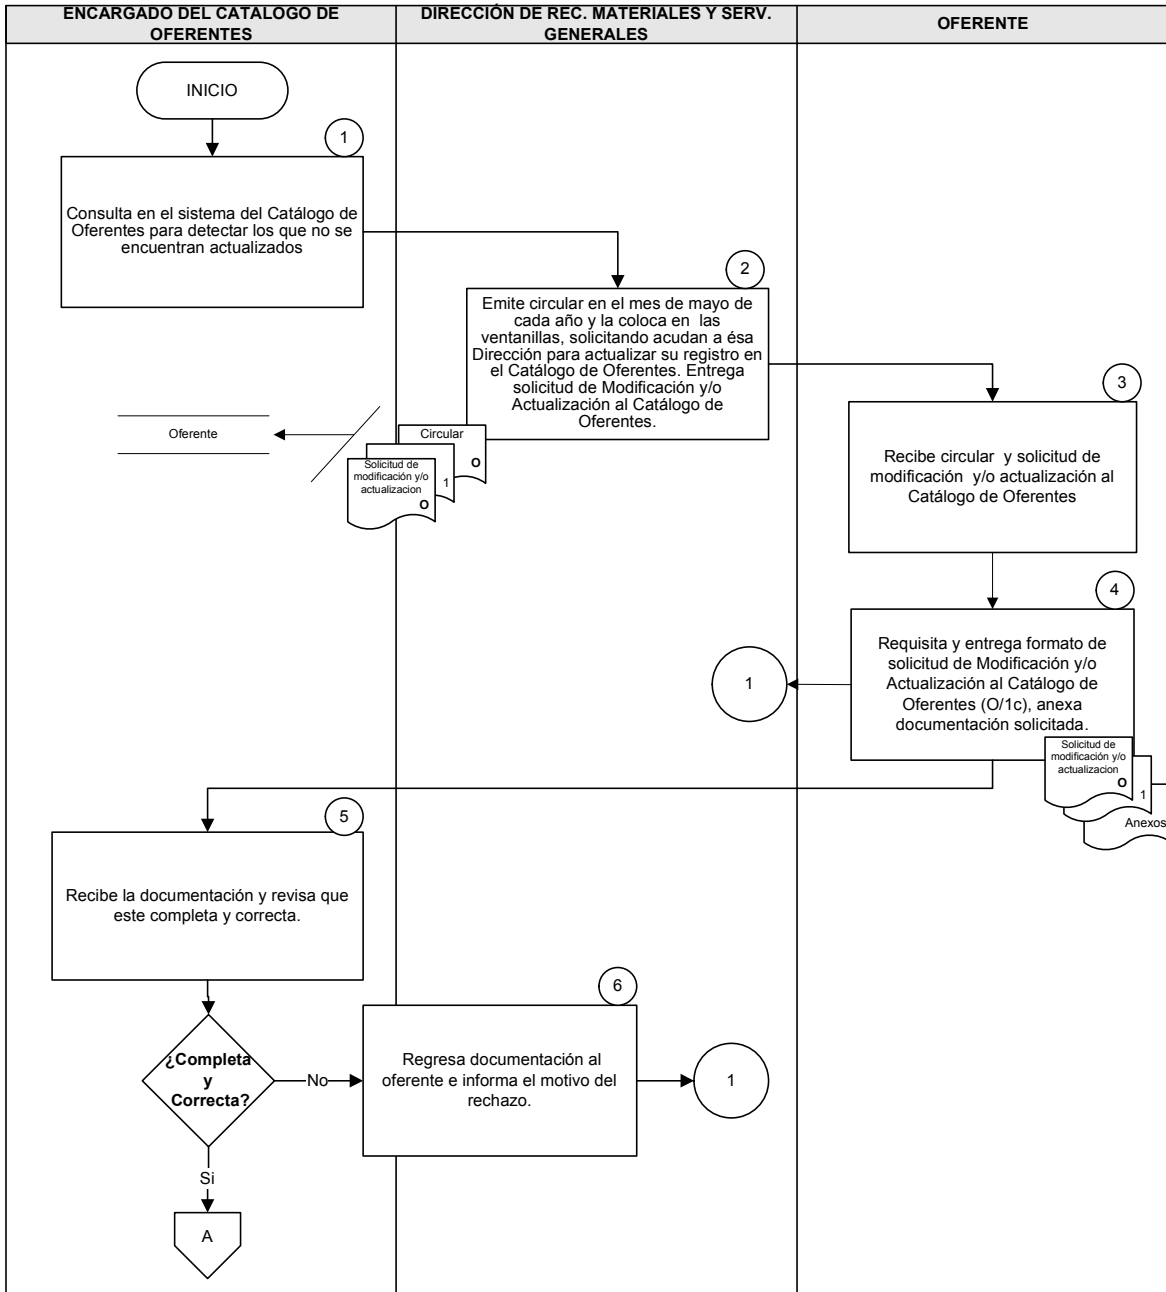 ENCARGADO DEL CATALOGO DE
OFERENTES
DIRECCIÓN DE REC. MATERIALES Y SERV.
GENERALES
OFERENTE
INICIO
1
Consulta en el sistema del Catálogo de
Oferentes para detectar los que no se
encuentran actualizados
2
Emite circular en el mes de mayo de
cada año y la coloca en las
ventanillas, solicitando acudan a ésa
Dirección para actualizar su registro en
el Catálogo de Oferentes. Entrega
solicitud de Modificación y/o
Actualización al Catálogo de
Oferentes.
Circular
O
1
Solicitud de
modificación y/o
actualizacion
O
Oferente
3
Recibe circular y solicitud de
modificación y/o actualización al
Catálogo de Oferentes
4
Requisita y entrega formato de
solicitud de Modificación y/o
Actualización al Catálogo de
Oferentes (O/1c), anexa
documentación solicitada.
1
Solicitud de
modificación y/o
actualizacion
O
1
Anexos
5
Recibe la documentación y revisa que
este completa y correcta.
¿Completa
y
Correcta?
No
6
Regresa documentación al
oferente e informa el motivo del
rechazo.
1
Si
A